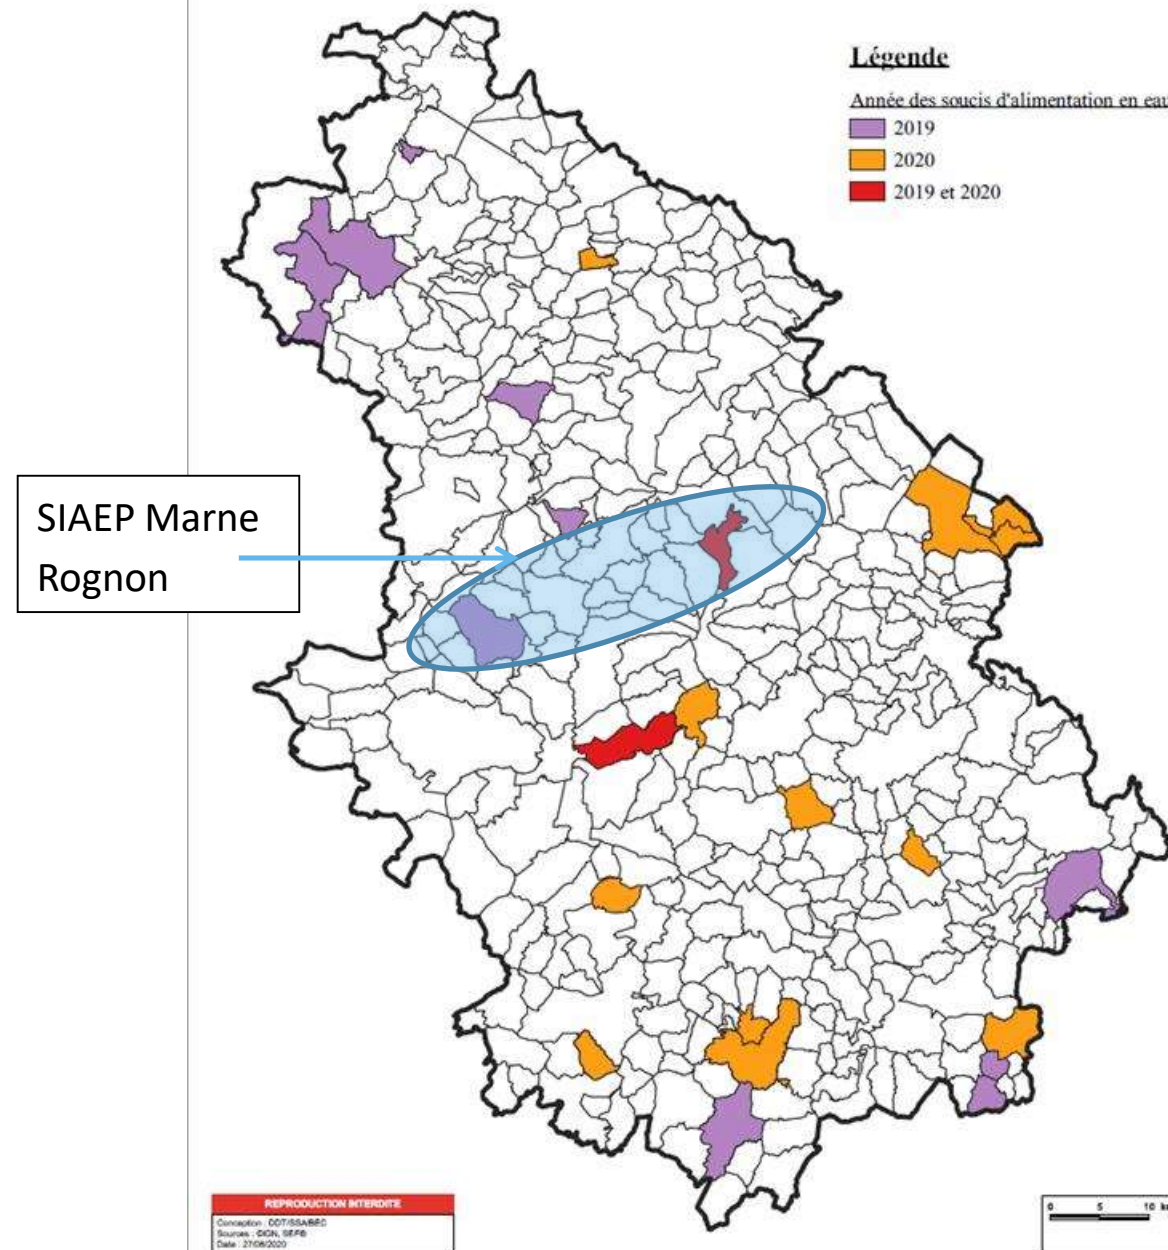 Légende
Année des soucis d'alimentation en eau
2019
2020
2019 et 2020
SIAEP Marne
Rognon
REPRODUCTION INTERDITE
Conception : DDT/SSA/BEC
Sources : ©IGN, SEFB
Date : 27/08/2020
0 5 10 k